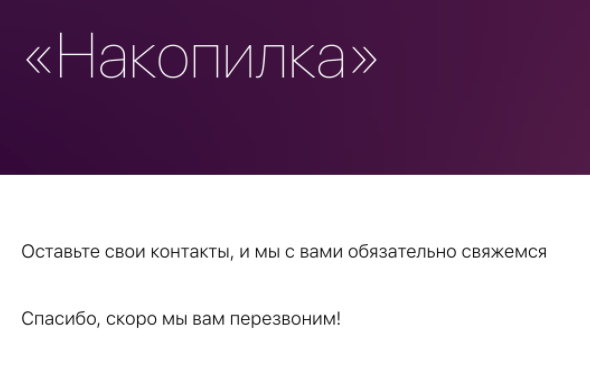 «Накопилка»
Оставьте свои контакты, и мы с вами обязательно свяжемся
Спасибо, скоро мы вам перезвоним!